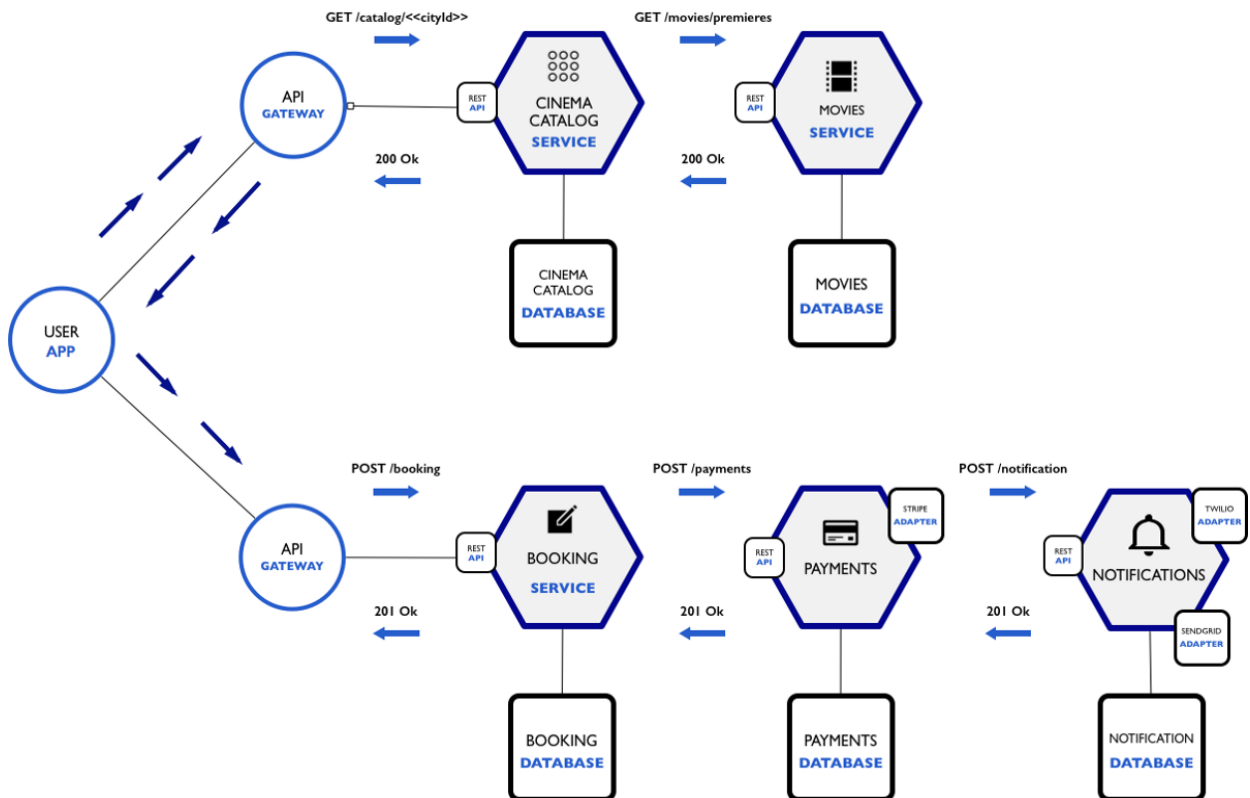 GET /catalog/<<cityId>>
GET /movies/premieres
API
GATEWAY
REST
API
CINEMA
CATALOG
SERVICE
REST
API
MOVIES
SERVICE
200 Ok
200 Ok
CINEMA
CATALOG
DATABASE
MOVIES
DATABASE
USER
APP
POST /booking
POST /payments
POST /notification
API
GATEWAY
REST
API
BOOKING
SERVICE
STRIPE
ADAPTER
REST
API
PAYMENTS
TWILIO
ADAPTER
REST
API
NOTIFICATIONS
SENDGRID
ADAPTER
201 Ok
201 Ok
201 Ok
BOOKING
DATABASE
PAYMENTS
DATABASE
NOTIFICATION
DATABASE